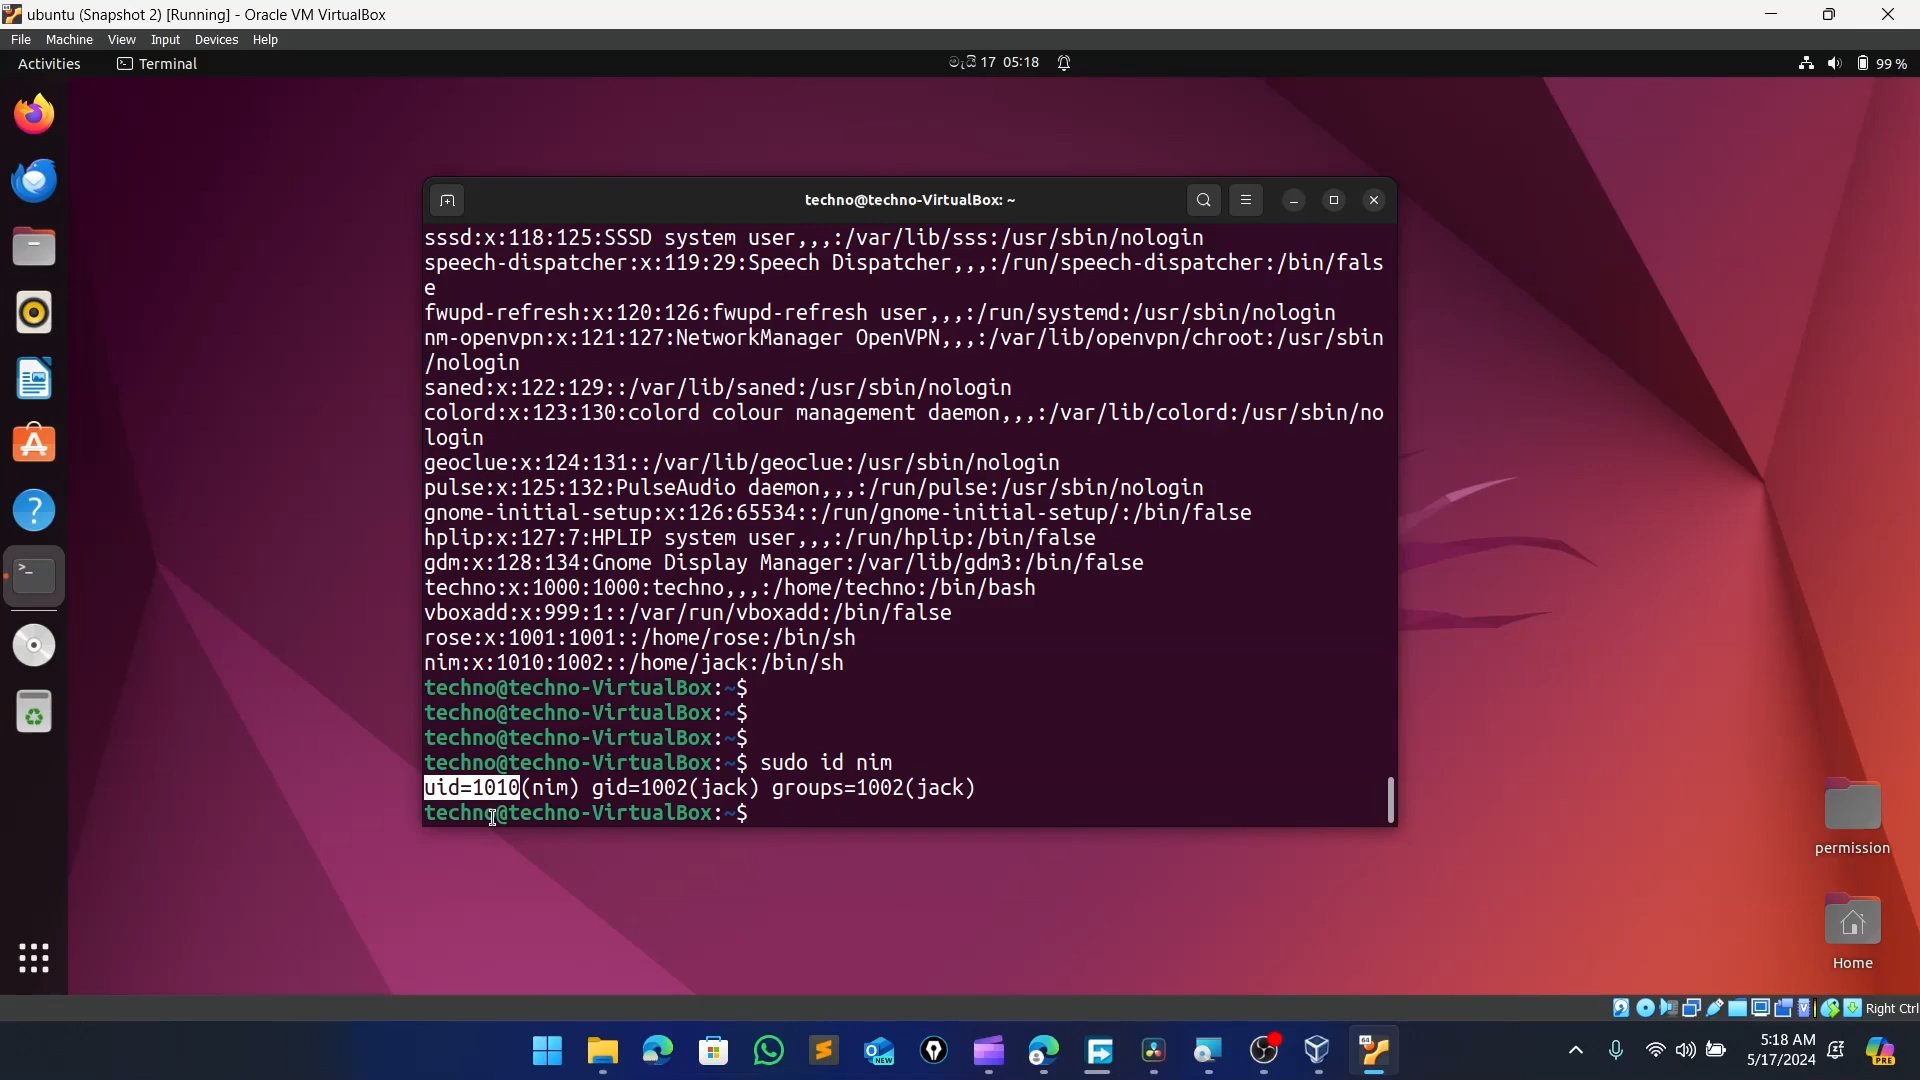 ubuntu (Snapshot 2) [Running] - Oracle VM VirtualBox
File Machine View Input Devices Help
Activities Terminal මැයි 17 05:18 99 %
techno@techno-VirtualBox: ~
sssd:x:118:125:SSSD system user,,,:/var/lib/sss:/usr/sbin/nologin
speech-dispatcher:x:119:29:Speech Dispatcher,,,:/run/speech-dispatcher:/bin/fals
e
fwupd-refresh:x:120:126:fwupd-refresh user,,,:/run/systemd:/usr/sbin/nologin
nm-openvpn:x:121:127:NetworkManager OpenVPN,,,:/var/lib/openvpn/chroot:/usr/sbin
/nologin
saned:x:122:129::/var/lib/saned:/usr/sbin/nologin
colord:x:123:130:colord colour management daemon,,,:/var/lib/colord:/usr/sbin/no
login
geoclue:x:124:131::/var/lib/geoclue:/usr/sbin/nologin
pulse:x:125:132:PulseAudio daemon,,,:/run/pulse:/usr/sbin/nologin
gnome-initial-setup:x:126:65534::/run/gnome-initial-setup/:/bin/false
hplip:x:127:7:HPLIP system user,,,:/run/hplip:/bin/false
gdm:x:128:134:Gnome Display Manager:/var/lib/gdm3:/bin/false
techno:x:1000:1000:techno,,,:/home/techno:/bin/bash
vboxadd:x:999:1::/var/run/vboxadd:/bin/false
rose:x:1001:1001::/home/rose:/bin/sh
nim:x:1010:1002::/home/jack:/bin/sh
techno@techno-VirtualBox:~$
techno@techno-VirtualBox:~$
techno@techno-VirtualBox:~$
techno@techno-VirtualBox:~$ sudo id nim
uid=1010(nim) gid=1002(jack) groups=1002(jack)
techno@techno-VirtualBox:~$
permission
Home
Right Ctrl
5:18 AM
5/17/2024